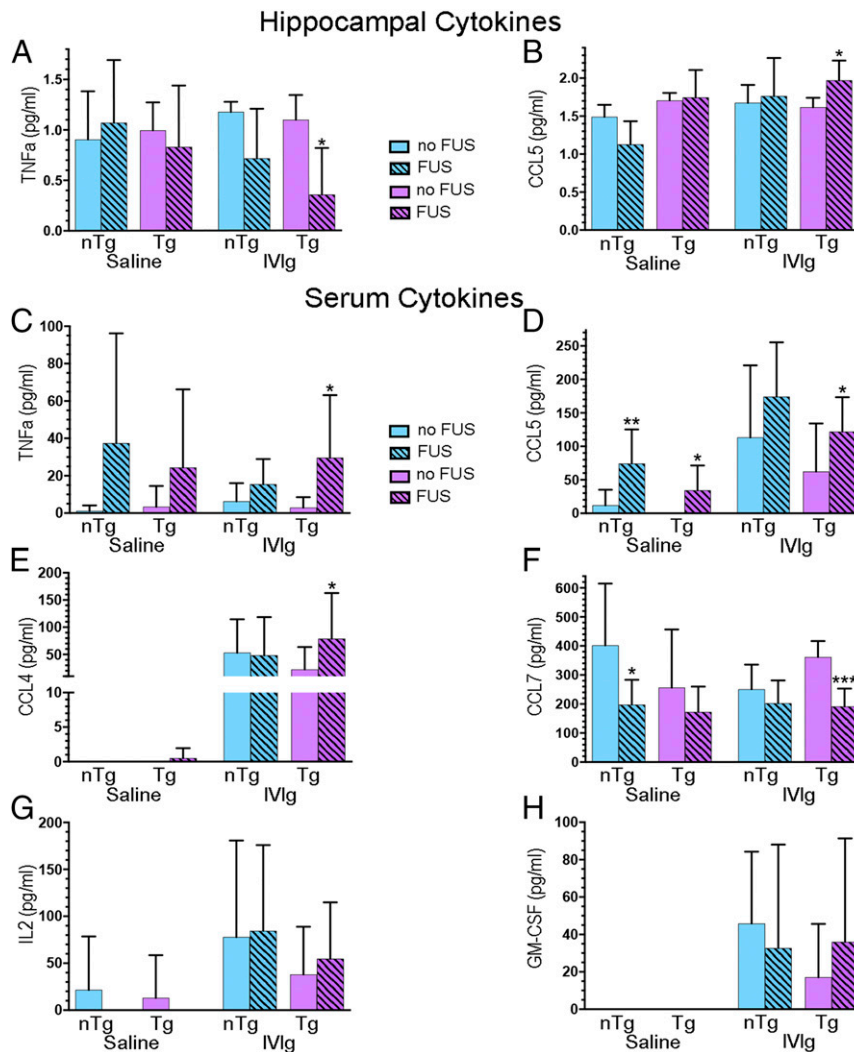 Hippocampal Cytokines
A
TNFa (pg/ml)
1.5
1.0
0.5
0.0
*
nTg Tg nTg Tg
Saline IVIg
no FUS
FUS
no FUS
FUS
B
CCL5 (pg/ml)
2.0
1.5
1.0
0.5
0.0
*
nTg Tg nTg Tg
Saline IVIg
Serum Cytokines
C
TNFa (pg/ml)
100
80
60
40
20
0
*
nTg Tg nTg Tg
Saline IVIg
no FUS
FUS
no FUS
FUS
D
CCL5 (pg/ml)
250
200
150
100
50
0
** * *
nTg Tg nTg Tg
Saline IVIg
E
CCL4 (pg/ml)
200
150
100
50
10
5
0
*
nTg Tg nTg Tg
Saline IVIg
F
CCL7 (pg/ml)
600
500
400
300
200
100
0
* ***
nTg Tg nTg Tg
Saline IVIg
G
IL2 (pg/ml)
200
150
100
50
0
nTg Tg nTg Tg
Saline IVIg
H
GM-CSF (pg/ml)
100
80
60
40
20
0
nTg Tg nTg Tg
Saline IVIg